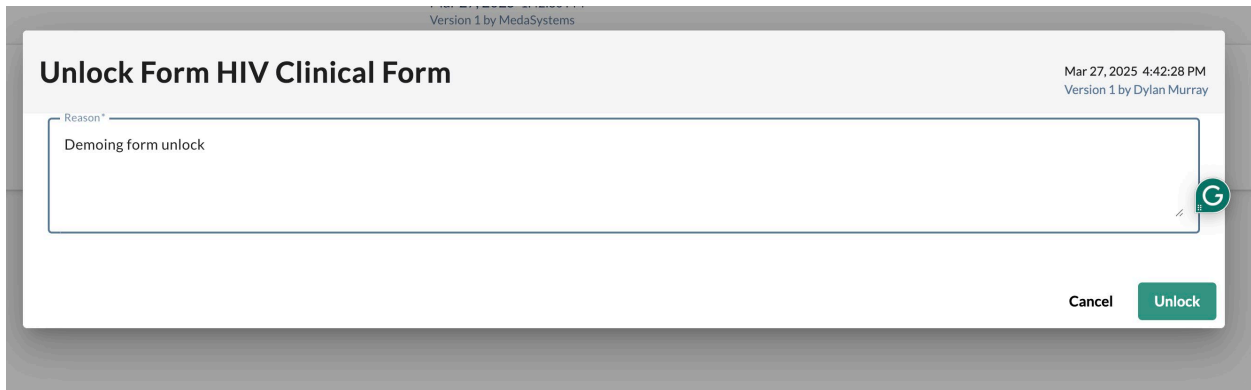 Version 1 by MedaSystems
Unlock Form HIV Clinical Form
Mar 27, 2025 4:42:28 PM
Version 1 by Dylan Murray
Reason*
Demoing form unlock
G
Cancel
Unlock